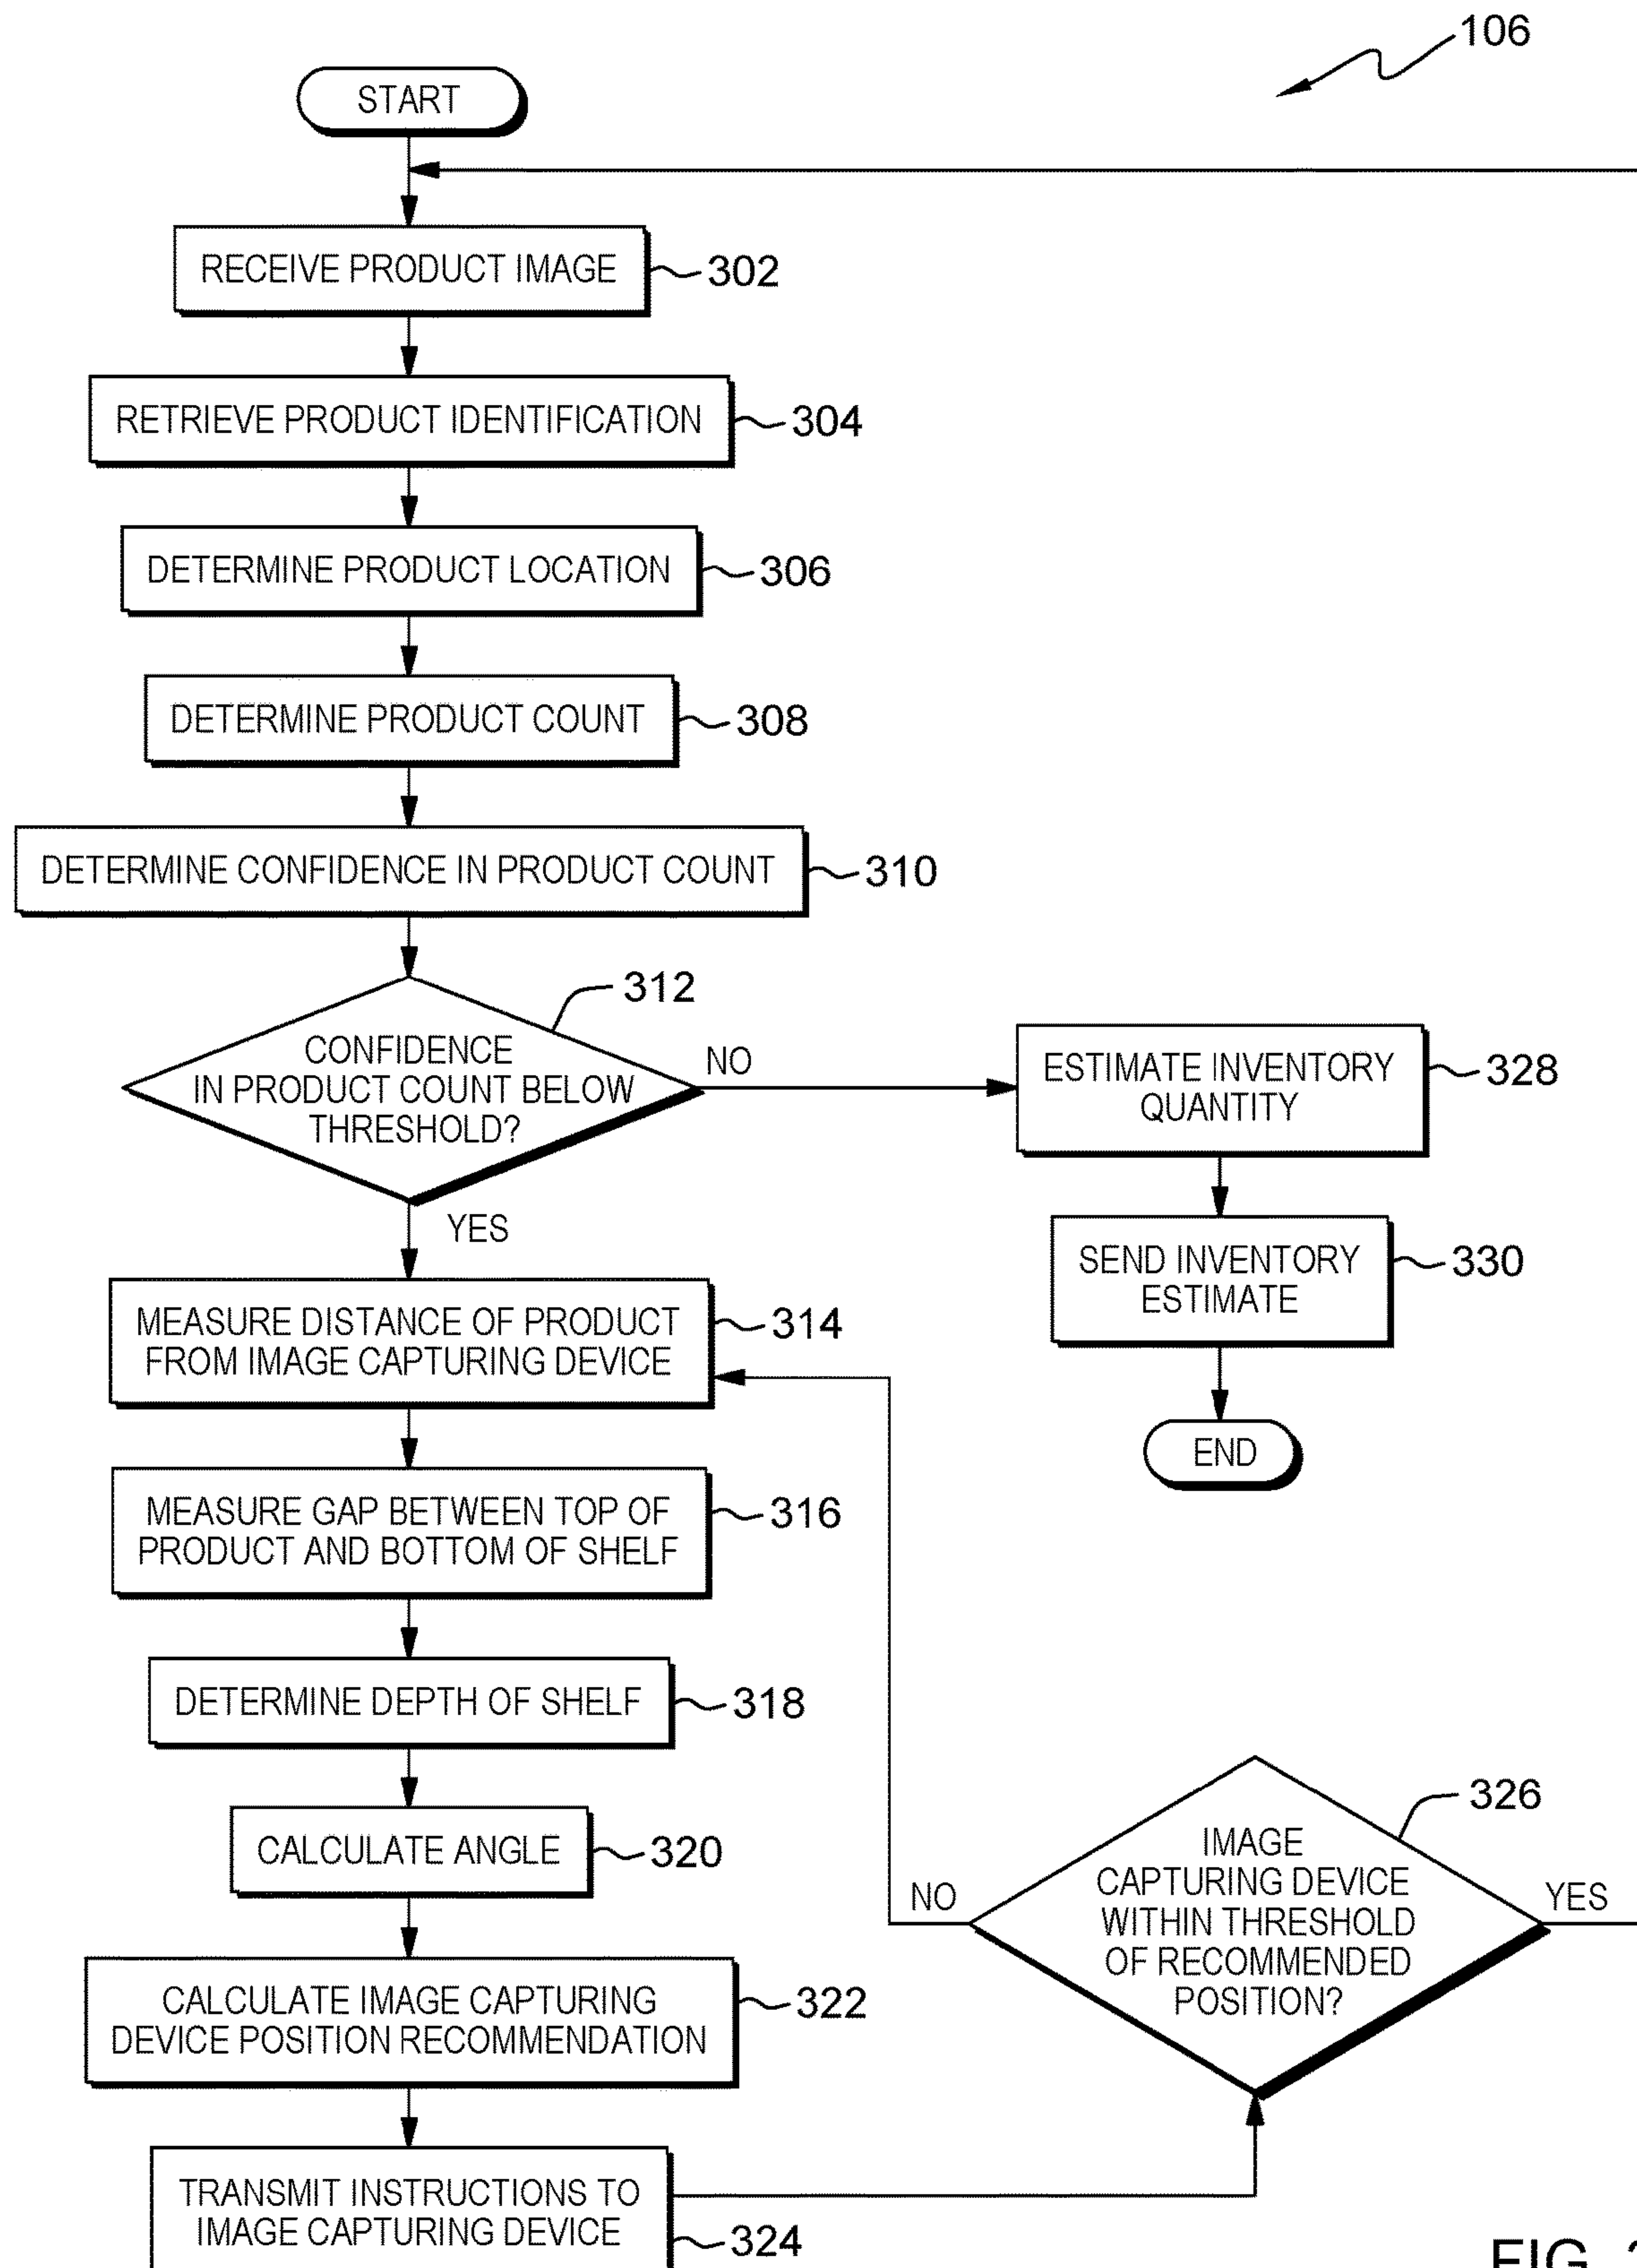 106
START
RECEIVE PRODUCT IMAGE
302
RETRIEVE PRODUCT IDENTIFICATION
304
DETERMINE PRODUCT LOCATION
306
DETERMINE PRODUCT COUNT
308
DETERMINE CONFIDENCE IN PRODUCT COUNT
310
312
CONFIDENCE
IN PRODUCT COUNT BELOW
THRESHOLD?
NO
YES
ESTIMATE INVENTORY
QUANTITY
328
SEND INVENTORY
ESTIMATE
330
END
MEASURE DISTANCE OF PRODUCT
FROM IMAGE CAPTURING DEVICE
314
MEASURE GAP BETWEEN TOP OF
PRODUCT AND BOTTOM OF SHELF
316
DETERMINE DEPTH OF SHELF
318
CALCULATE ANGLE
320
CALCULATE IMAGE CAPTURING
DEVICE POSITION RECOMMENDATION
322
TRANSMIT INSTRUCTIONS TO
IMAGE CAPTURING DEVICE
324
326
IMAGE
CAPTURING DEVICE
WITHIN THRESHOLD
OF RECOMMENDED
POSITION?
NO
YES
FIG.